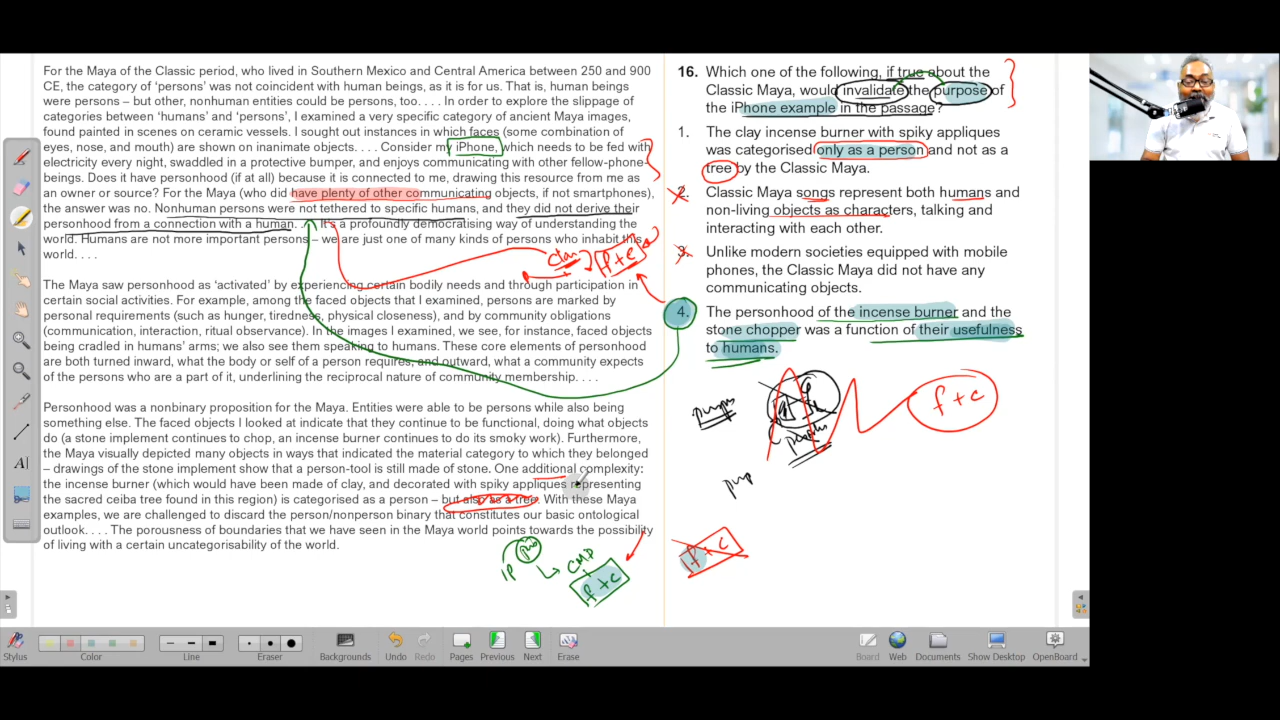 For the Maya of the Classic period, who lived in Southern Mexico and Central America between 250 and 900
CE, the category of ‘person’ was not coincident with human beings, as it is for us. That is, human beings
were persons – but other, nonhuman entities could be persons, too. . . . In order to explore the slippage of
categories between ‘humans’ and ‘persons’, I examined a very specific category of ancient Maya images,
found painted in scenes on ceramic vessels. I sought out instances in which faces (some combination of
eyes, nose, and mouth) are shown on inanimate objects. . . . Consider my iPhone, which needs to be fed with
electricity every night, swaddled in a protective bumper, and enjoys communicating with other fellow-phone-
beings. Does it have personhood (if at all) because it is connected to me, drawing this resource from me as
an owner or source? For the Maya (who did have plenty of other communicating objects, if not smartphones),
the answer was no. Nonhuman persons were not tethered to specific humans, and they did not derive their
personhood from a connection with a human. . . . It’s a profoundly democratising way of understanding the
world. Humans are not more important persons – we are just one of many kinds of persons who inhabit this
world. . . .
The Maya saw personhood as ‘activated’ by experiencing certain bodily needs and through participation in
certain social activities. For example, among the faced objects that I examined, persons are marked by
personal requirements (such as hunger, tiredness, physical closeness), and by community obligations
(communication, interaction, ritual observance). In the images I examined, we see, for instance, faced objects
being cradled in humans’ arms; we also see them speaking to humans. These core elements of personhood
are both turned inward, what the body or self of a person requires, and outward, what a community expects
of the persons who are a part of it, underlining the reciprocal nature of community membership. . . .
Personhood was a nonbinary proposition for the Maya. Entities were able to be persons while also being
something else. The faced objects I looked at indicate that they continue to be functional, doing what objects
do (a stone implement continues to chop, an incense burner continues to do its smoky work). Furthermore,
the Maya visually depicted many objects in ways that indicated the material category to which they belonged
– drawings of the stone implement show that a person-tool is still made of stone. One additional complexity:
the incense burner (which would have been made of clay, and decorated with spiky appliques representing
the sacred ceiba tree found in this region) is categorised as a person – but also as a tree. With these Maya
examples, we are challenged to discard the person/nonperson binary that constitutes our basic ontological
outlook. . . . The porousness of boundaries that we have seen in the Maya world points towards the possibility
of living with a certain uncategorisability of the world.
16. Which one of the following, if true about the
Classic Maya, would invalidate the purpose of
the iPhone example in the passage?
1. The clay incense burner with spiky appliques
was categorised only as a person and not as a
tree by the Classic Maya.
2. Classic Maya songs represent both humans and
non-living objects as characters, talking and
interacting with each other.
3. Unlike modern societies equipped with mobile
phones, the Classic Maya did not have any
communicating objects.
4. The personhood of the incense burner and the
stone chopper was a function of their usefulness
to humans.
f + c
f + c
f + c
f + c
Stylus
Color
Line
Eraser
Backgrounds
Undo
Redo
Pages
Previous
Next
Erase
Board
Web
Documents
Show Desktop
OpenBoard